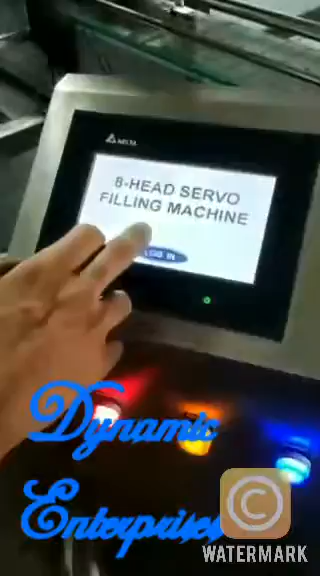 DELTA
8-HEAD SERVO
FILLING MACHINE
LOG IN
Dynamic
Enterprises
C
WATERMARK